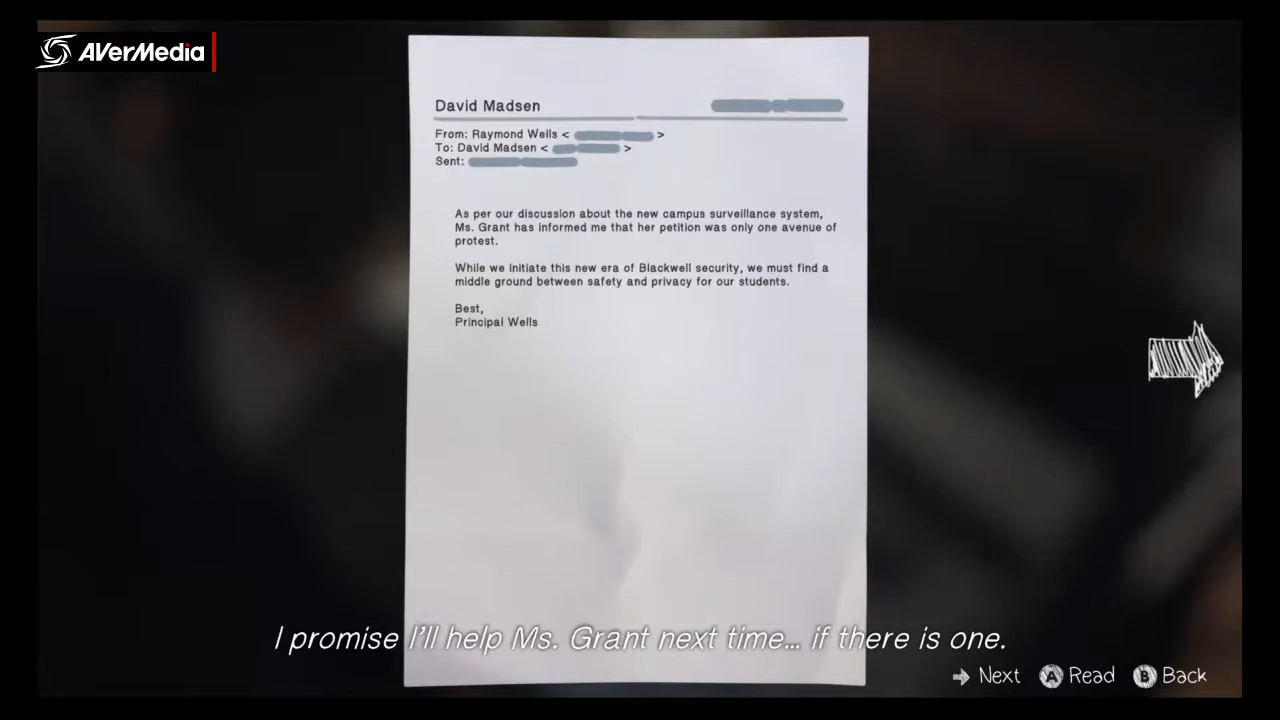 AVerMedia
David Madsen
From: Raymond Wells < >
To: David Madsen < >
Sent:
As per our discussion about the new campus surveillance system,
Ms. Grant has informed me that her petition was only one avenue of
protest.
While we initiate this new era of Blackwell security, we must find a
middle ground between safety and privacy for our students.
Best,
Principal Wells
I promise I'll help Ms. Grant next time... if there is one.
Next A Read B Back